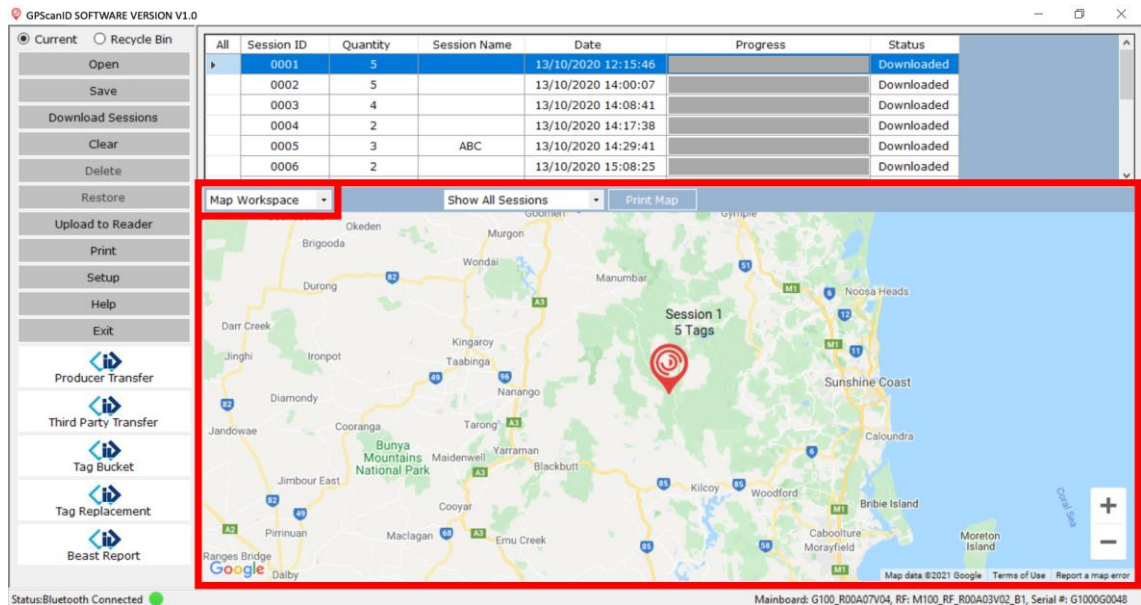 GPScanID SOFTWARE VERSION V1.0
Current Recycle Bin
Open
Save
Download Sessions
Clear
Delete
Restore
Upload to Reader
Print
Setup
Help
Exit
Producer Transfer
Third Party Transfer
Tag Bucket
Tag Replacement
Beast Report
All Session ID Quantity Session Name Date Progress Status
0001 5 13/10/2020 12:15:46 Downloaded
0002 5 13/10/2020 14:00:07 Downloaded
0003 4 13/10/2020 14:08:41 Downloaded
0004 2 13/10/2020 14:17:38 Downloaded
0005 3 ABC 13/10/2020 14:29:41 Downloaded
0006 2 13/10/2020 15:08:25 Downloaded
Map Workspace Show All Sessions Print Map
Goomeri Gympie
Okeden
Murgon
Brigooda
Wondai
51
82
Manumbar
Durong
M1
6
Noosa Heads
A3
Session 1
5 Tags
12
Darr Creek
Kingaroy
M1
11
Jinghi
Ironpot
Taabinga
49
96
Sunshine Coast
Nanango
82
Diamondy
Jandowae
Cooranga
Tarong
A3
Caloundra
Bunya
Mountains
National Park
Maidenwell
Yarraman
A3
Blackbutt
6
Jimbour East
85
Kilcoy
85
Woodford
82
49
Cooyar
M1
Bribie Island
Coral Sea
+
A2
Pirrinuan
Maclagan
68
A3
Emu Creek
85
58
Caboolture
Morayfield
Moreton
Island
−
Ranges Bridge
Google
Dalby
M1
Map data ©2021 Google Terms of Use Report a map error
Status:Bluetooth Connected
Mainboard: G100_R00A07V04, RF: M100_RF_R00A03V02_B1, Serial #: G1000G0048